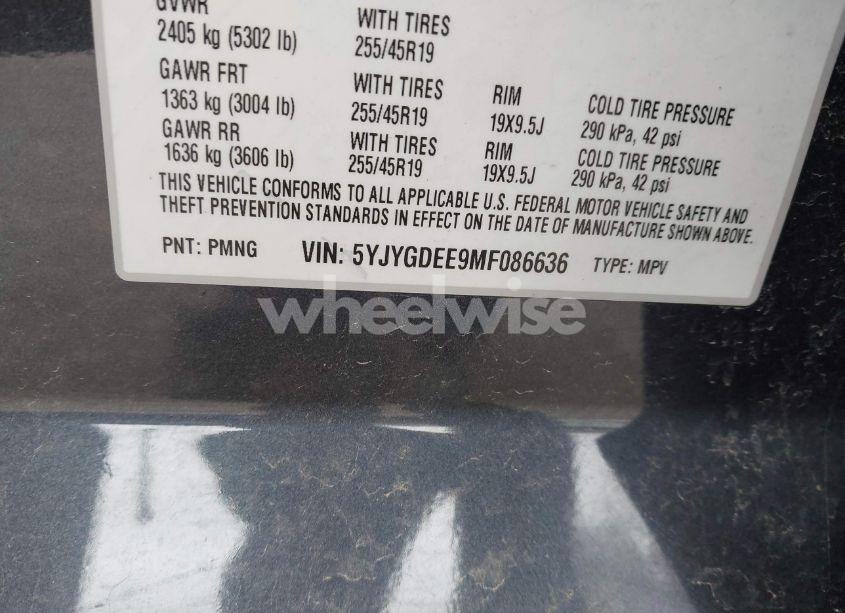 GVWR
2405 kg (5302 lb)
WITH TIRES
255/45R19
GAWR FRT
1363 kg (3004 lb)
WITH TIRES
255/45R19
RIM
19X9.5J
COLD TIRE PRESSURE
290 kPa, 42 psi
GAWR RR
1636 kg (3606 lb)
WITH TIRES
255/45R19
RIM
19X9.5J
COLD TIRE PRESSURE
290 kPa, 42 psi
THIS VEHICLE CONFORMS TO ALL APPLICABLE U.S. FEDERAL MOTOR VEHICLE SAFETY AND
THEFT PREVENTION STANDARDS IN EFFECT ON THE DATE OF MANUFACTURE SHOWN ABOVE.
PNT: PMNG VIN: 5YJYGDEE9MF086636 TYPE: MPV
wheelwise